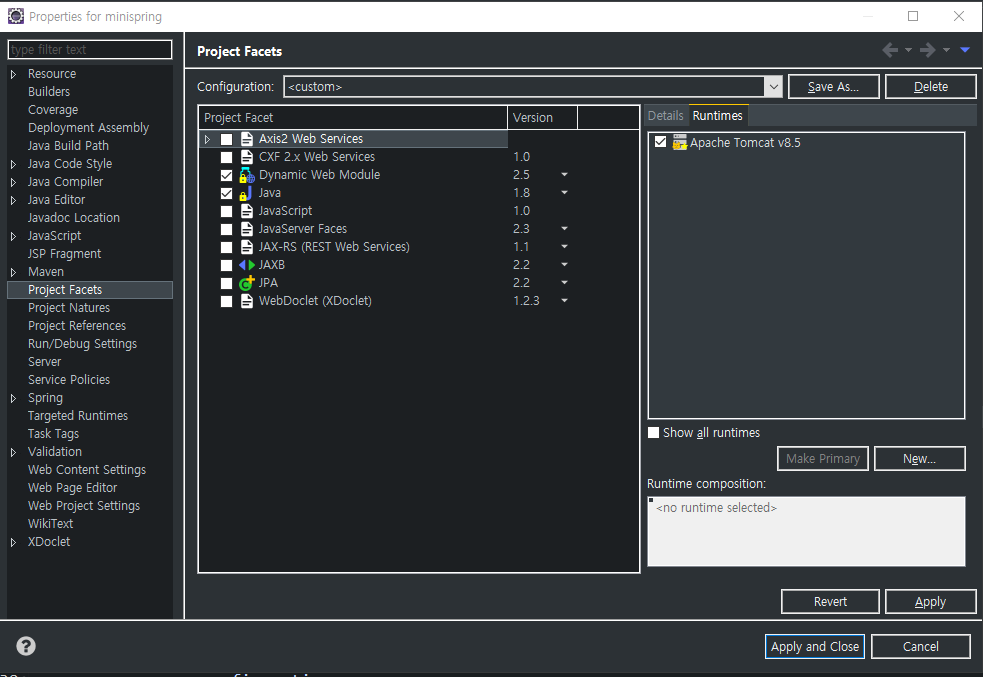 Properties for minispring
type filter text
Resource
Builders
Coverage
Deployment Assembly
Java Build Path
Java Code Style
Java Compiler
Java Editor
Javadoc Location
JavaScript
JSP Fragment
Maven
Project Facets
Project Natures
Project References
Run/Debug Settings
Server
Service Policies
Spring
Targeted Runtimes
Task Tags
Validation
Web Content Settings
Web Page Editor
Web Project Settings
WikiText
XDoclet
Project Facets
Configuration: <custom> Save As... Delete
Project Facet Version
Axis2 Web Services
CXF 2.x Web Services 1.0
Dynamic Web Module 2.5
Java 1.8
JavaScript 1.0
JavaServer Faces 2.3
JAX-RS (REST Web Services) 1.1
JAXB 2.2
JPA 2.2
WebDoclet (XDoclet) 1.2.3
Details Runtimes
Apache Tomcat v8.5
Show all runtimes
Make Primary New...
Runtime composition:
<no runtime selected>
Revert Apply
Apply and Close Cancel